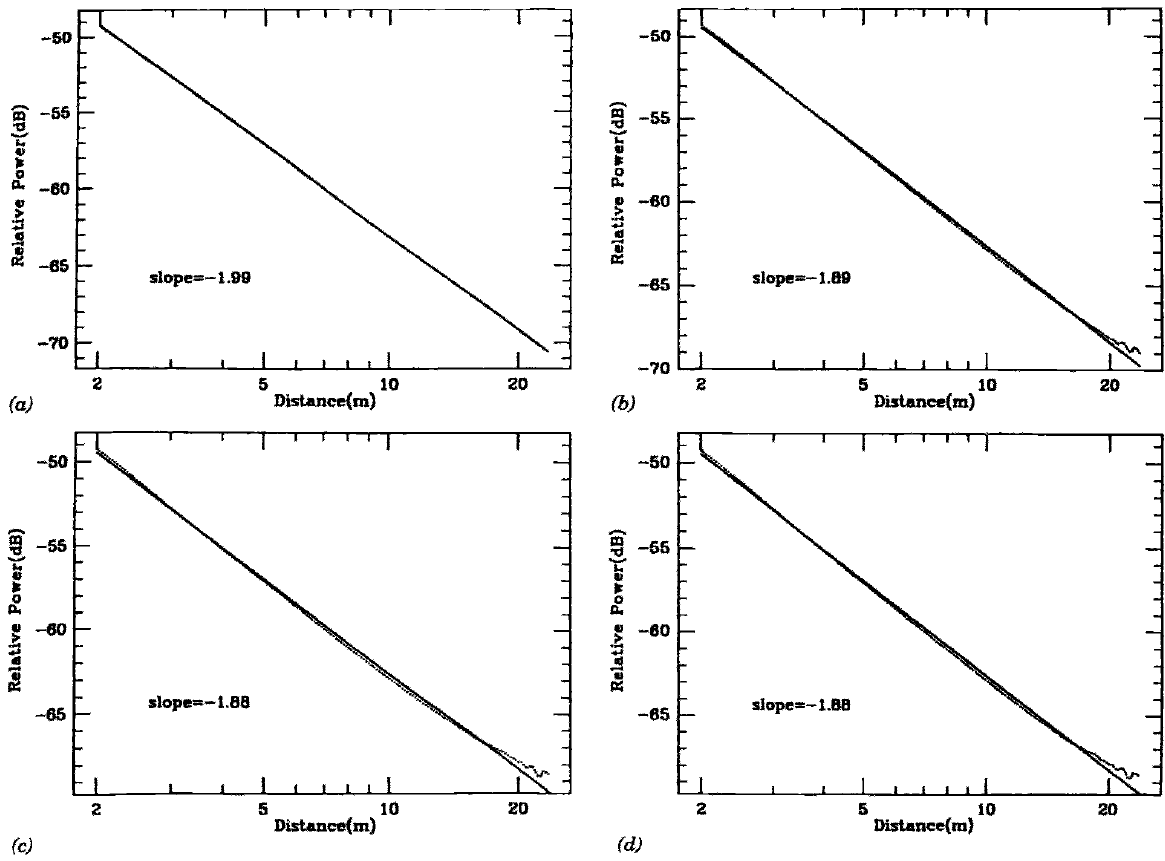 Relative Power(dB)
-50
-55
-60
-65
-70
slope=-1.99
2
5
10
20
Distance(m)
(a)
Relative Power(dB)
-50
-55
-60
-65
-70
slope=-1.89
2
5
10
20
Distance(m)
(b)
Relative Power(dB)
-50
-55
-60
-65
slope=-1.88
2
5
10
20
Distance(m)
(c)
Relative Power(dB)
-50
-55
-60
-65
slope=-1.88
2
5
10
20
Distance(m)
(d)